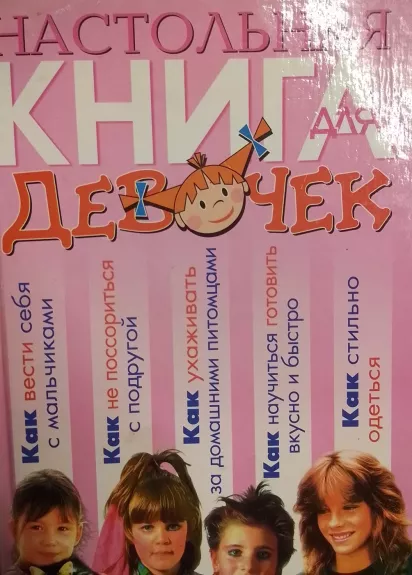 НАСТОЛЬНАЯ
КНИГА
ДЛЯ
ДЕВОЧЕК
Как вести себя
с мальчиками
Как не поссориться
с подругой
Как ухаживать
за домашними питомцами
Как научиться готовить
вкусно и быстро
Как стильно
одеться